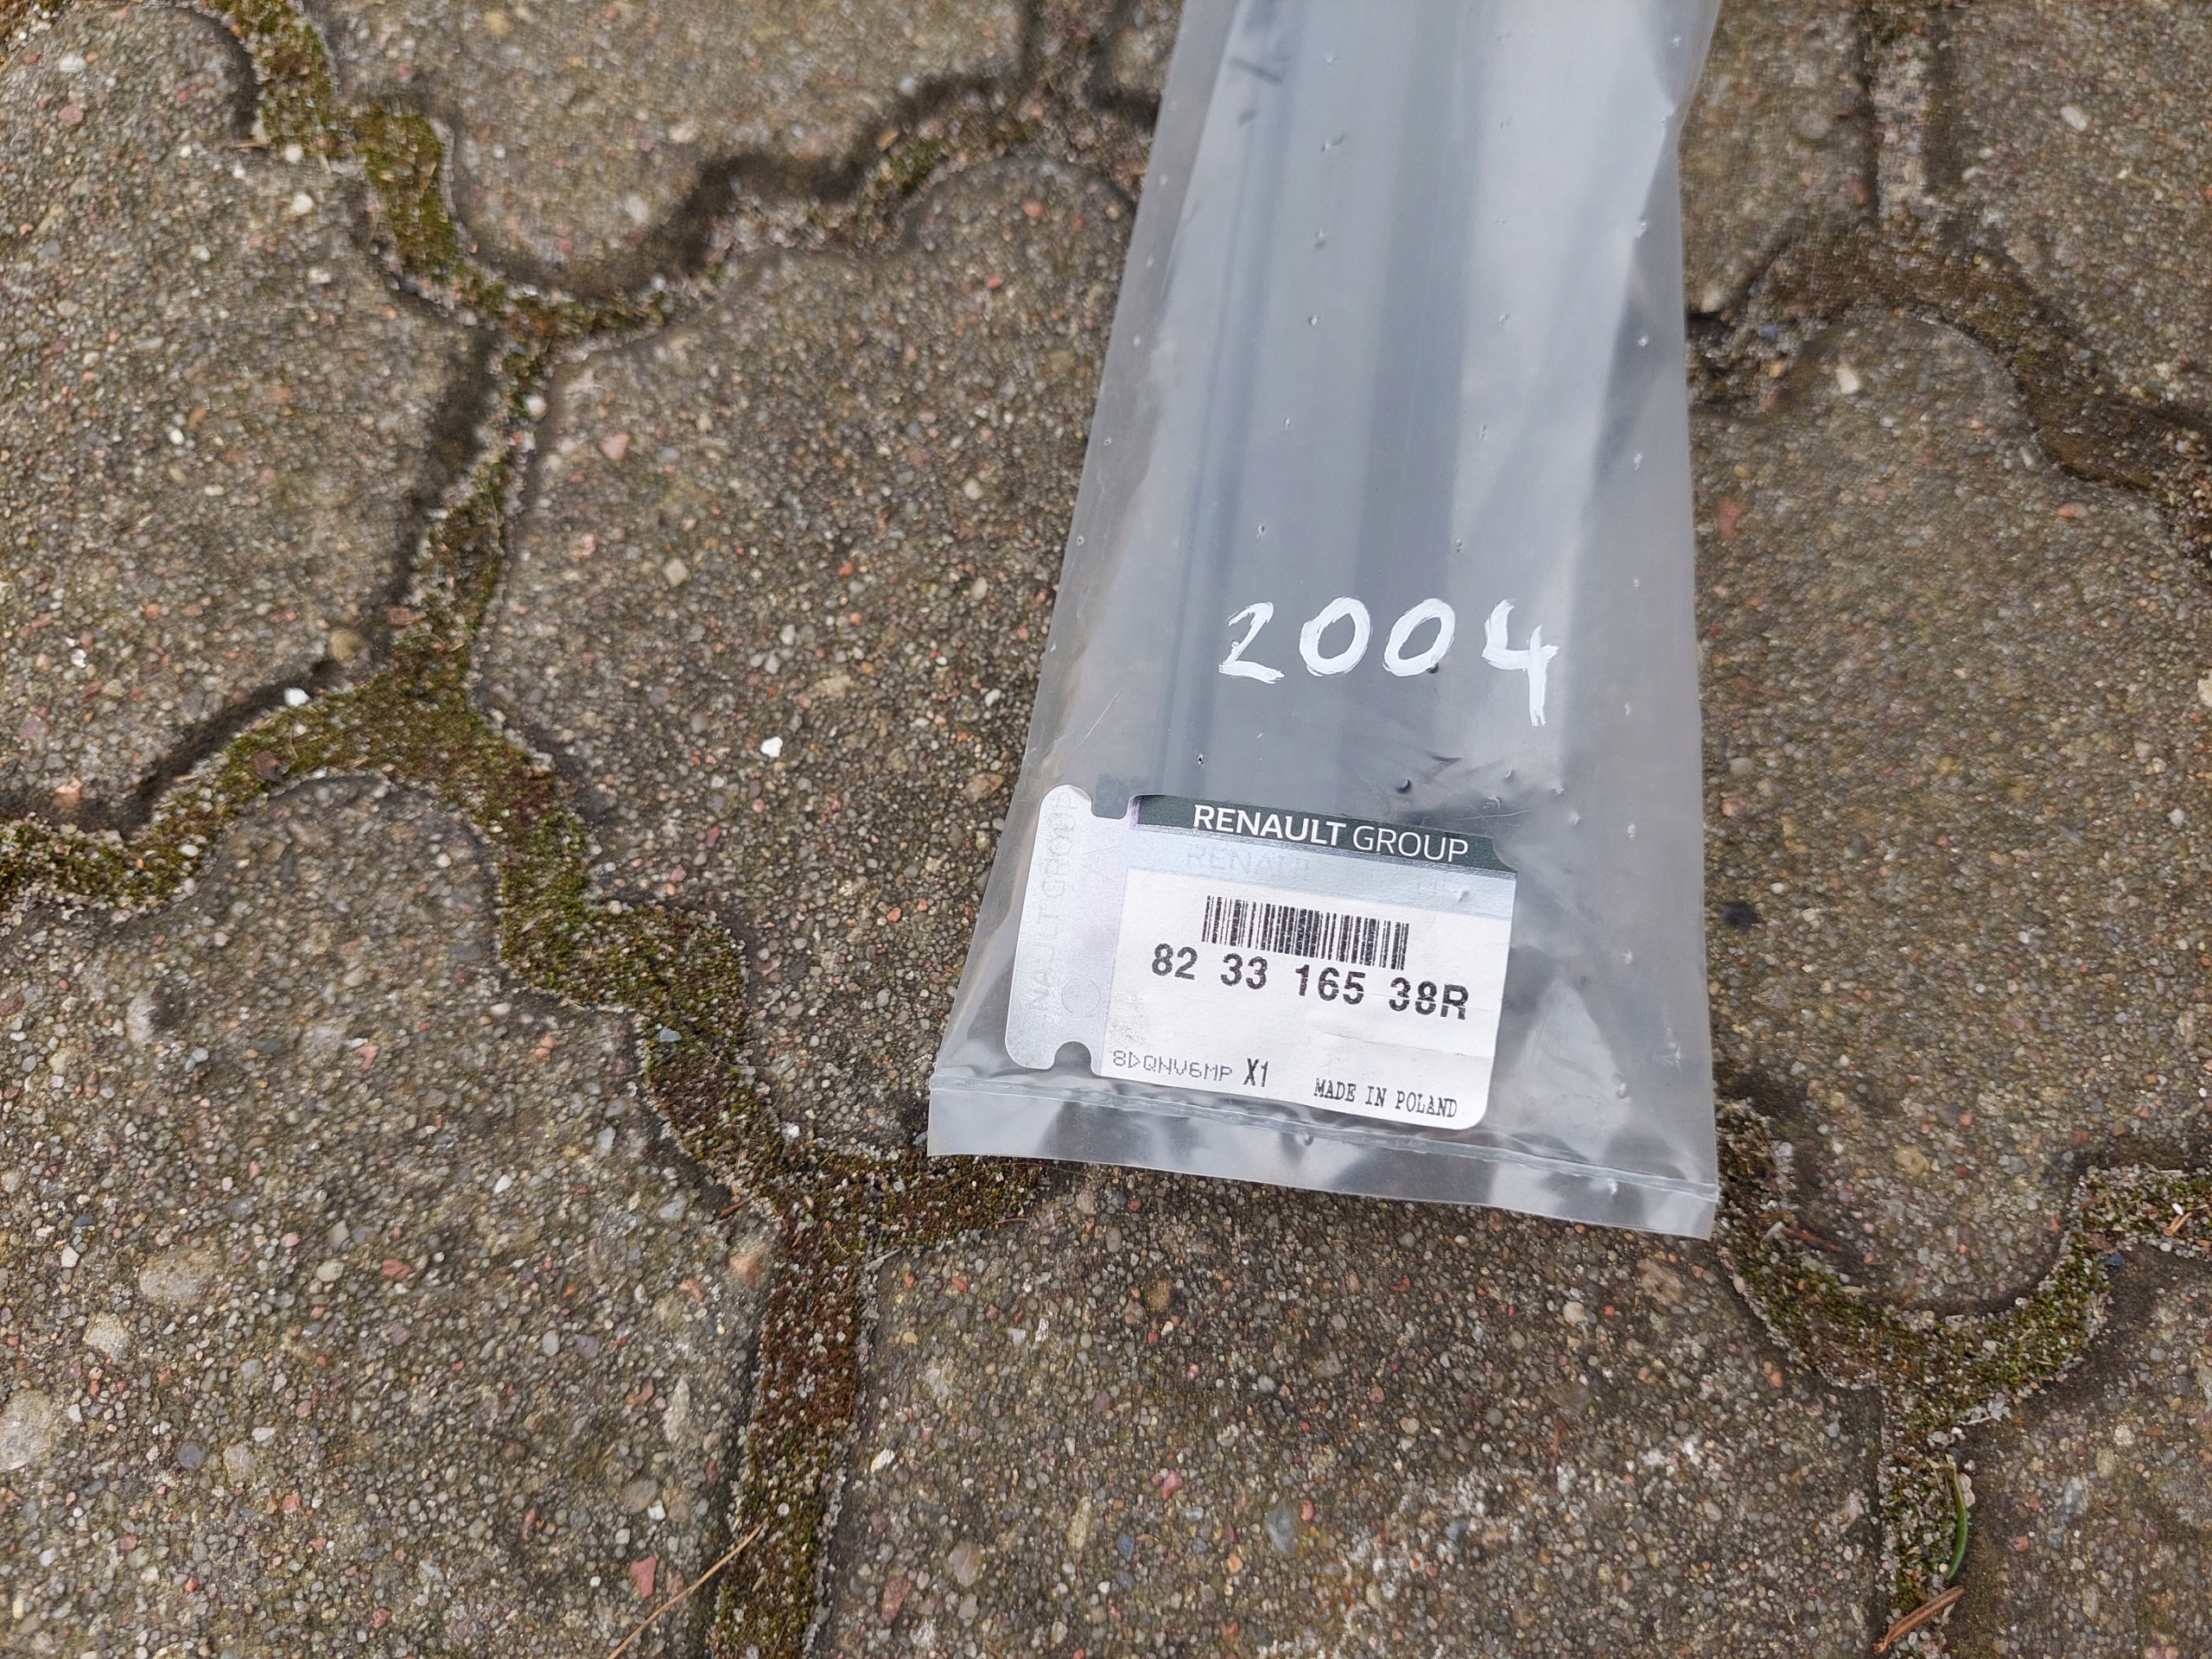 2004
RENAULT GROUP
82 33 165 38R
8DQNV6MP X1 MADE IN POLAND